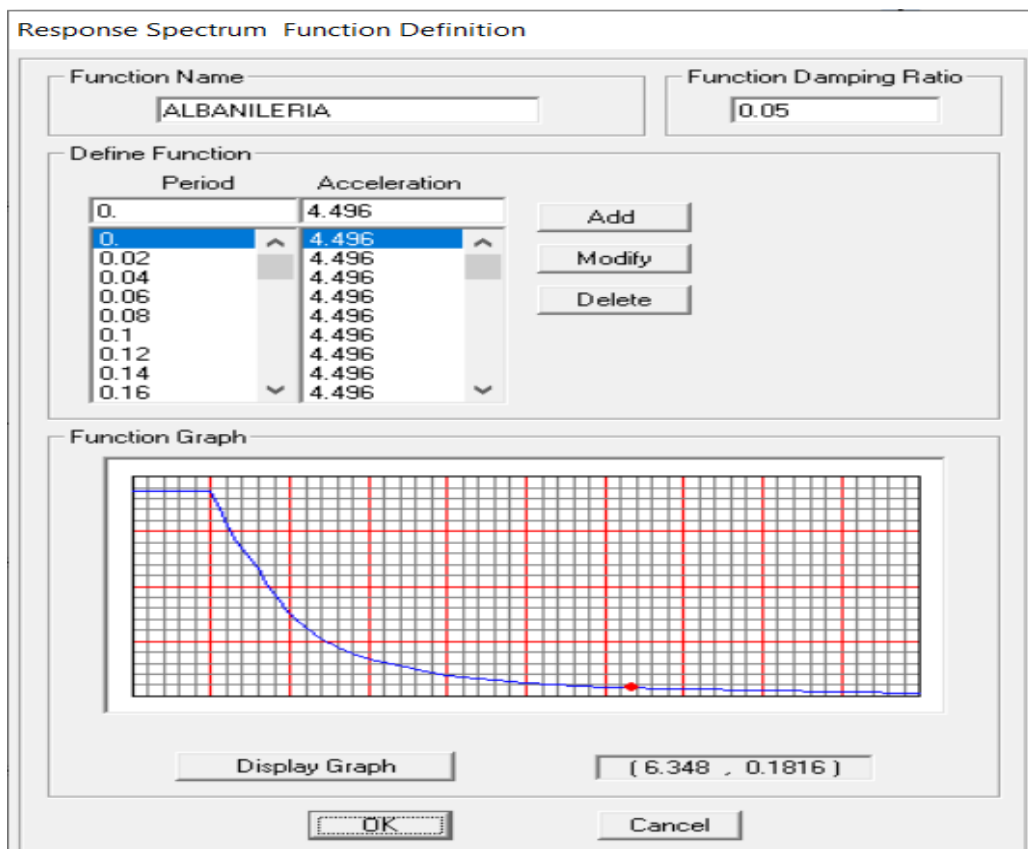 Response Spectrum  Function Definition
Function Name
Function Damping Ratio
ALBANILERIA
0.05
Define Function
Period Acceleration
0. 4.496
Add
0. 4.496
0.02 4.496
Modify
0.04 4.496
0.06 4.496
Delete
0.08 4.496
0.1 4.496
0.12 4.496
0.14 4.496
0.16 4.496
Function Graph
Display Graph
( 6.348 , 0.1816 )
OK
Cancel